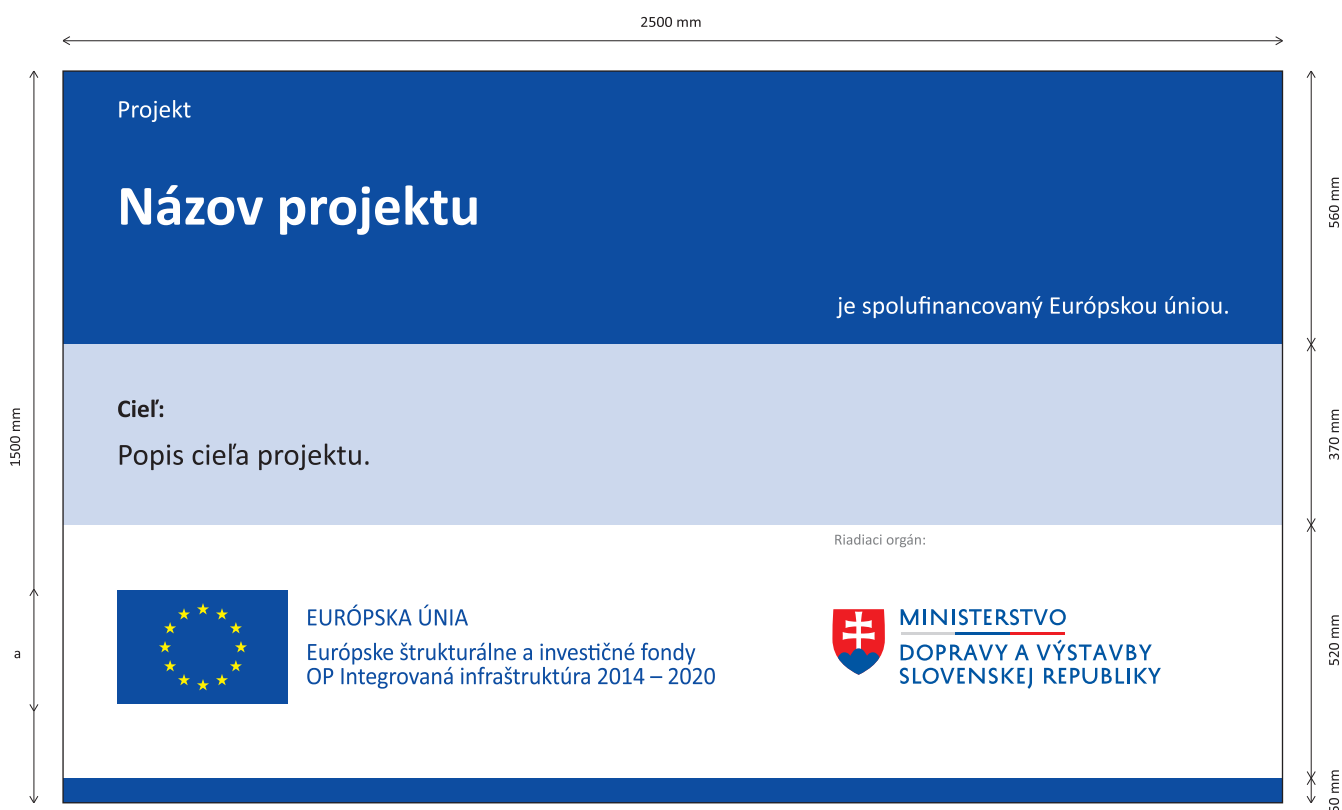 2500 mm
Projekt
Názov projektu
je spolufinancovaný Európskou úniou.
560 mm
Cieľ:
Popis cieľa projektu.
1500 mm
370 mm
Riadiaci orgán:
EURÓPSKA ÚNIA
Európske štrukturálne a investičné fondy
OP Integrovaná infraštruktúra 2014 – 2020
MINISTERSTVO
DOPRAVY A VÝSTAVBY
SLOVENSKEJ REPUBLIKY
a
520 mm
50 mm